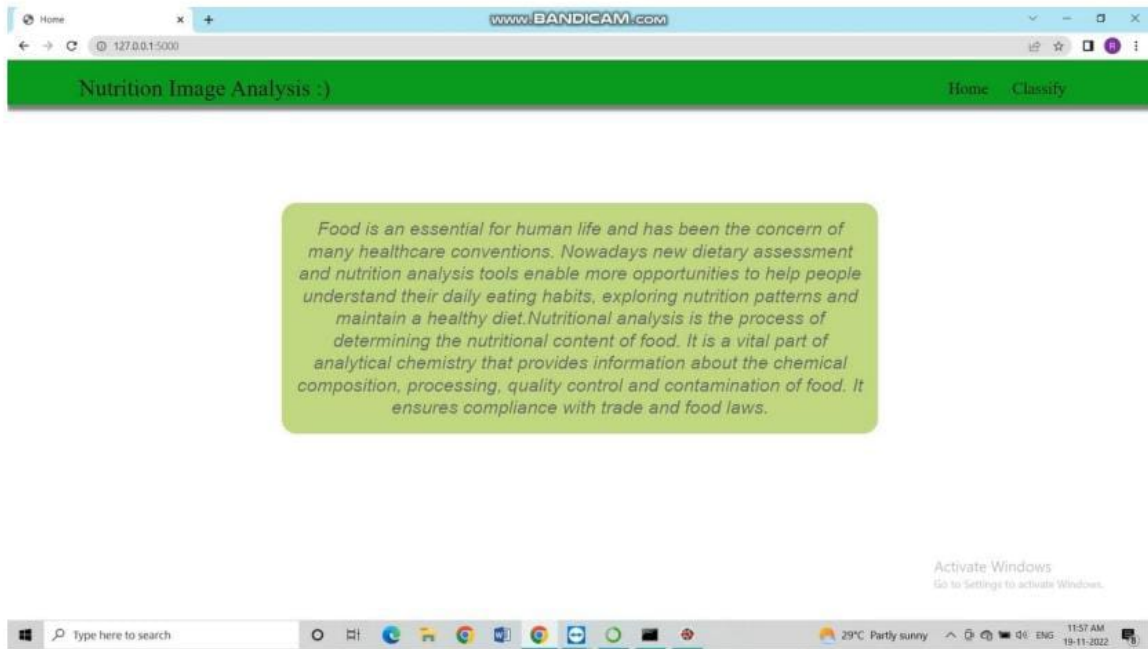 Home
www.BANDICAM.com
127.0.0.1:5000
R
Nutrition Image Analysis :)
Home Classify
Food is an essential for human life and has been the concern of
many healthcare conventions. Nowadays new dietary assessment
and nutrition analysis tools enable more opportunities to help people
understand their daily eating habits, exploring nutrition patterns and
maintain a healthy diet.Nutritional analysis is the process of
determining the nutritional content of food. It is a vital part of
analytical chemistry that provides information about the chemical
composition, processing, quality control and contamination of food. It
ensures compliance with trade and food laws.
Activate Windows
Go to Settings to activate Windows.
Type here to search
29°C Partly sunny
ENG
11:57 AM
19-11-2022
8